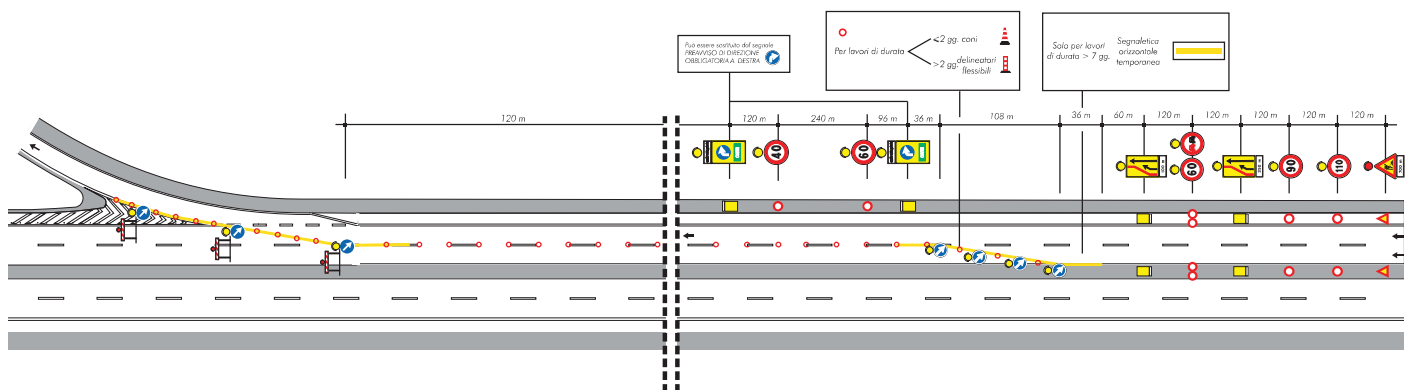 Può essere sostituito dal segnale
PREAVVISO DI DIREZIONE
OBBLIGATORIA A DESTRA
Per lavori di durata
<2 gg. coni
>2 gg. delineatori
flessibili
Solo per lavori
di durata > 7 gg.
Segnaletica
orizzontale
temporanea
120 m
120 m
240 m
96 m
36 m
108 m
36 m
60 m
120 m
120 m
120 m
120 m
40
60
60
90
110